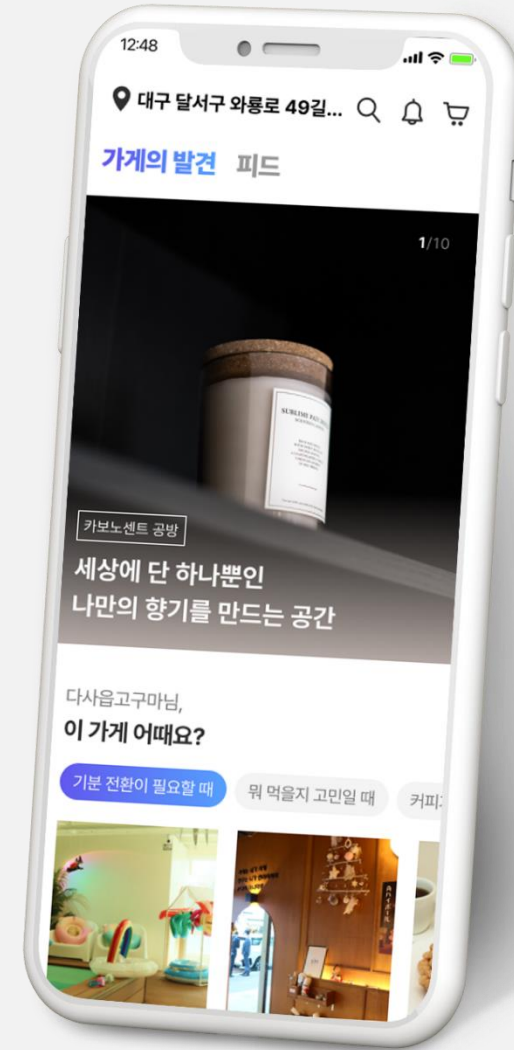 12:48
대구 달서구 와룡로 49길...
가게의 발견 피드
1/10
SUBLIME
카보노센트 공방
세상에 단 하나뿐인
나만의 향기를 만드는 공간
다사읍고구마님,
이 가게 어때요?
기분 전환이 필요할 때 뭐 먹을지 고민일 때 커피